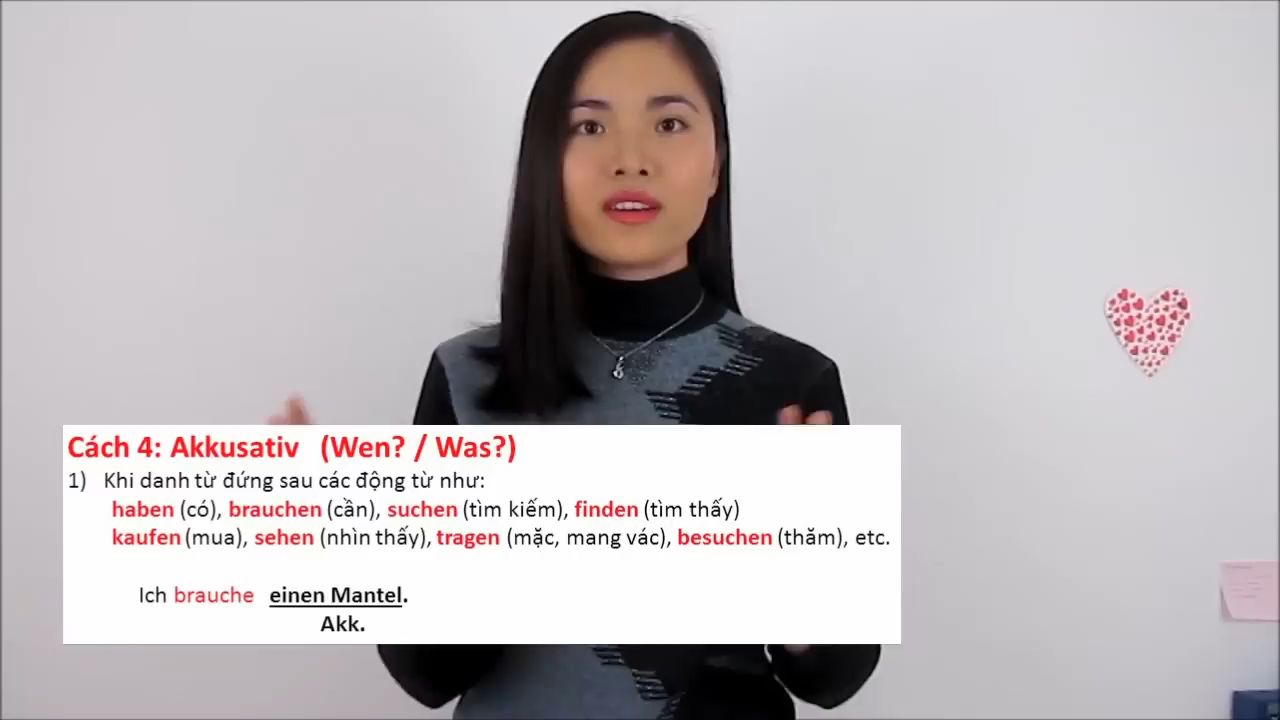 Cách 4: Akkusativ (Wen? / Was?)
1) Khi danh từ đứng sau các động từ như:
haben (có), brauchen (cần), suchen (tìm kiếm), finden (tìm thấy)
kaufen (mua), sehen (nhìn thấy), tragen (mặc, mang vác), besuchen (thăm), etc.
Ich brauche einen Mantel.
Akk.